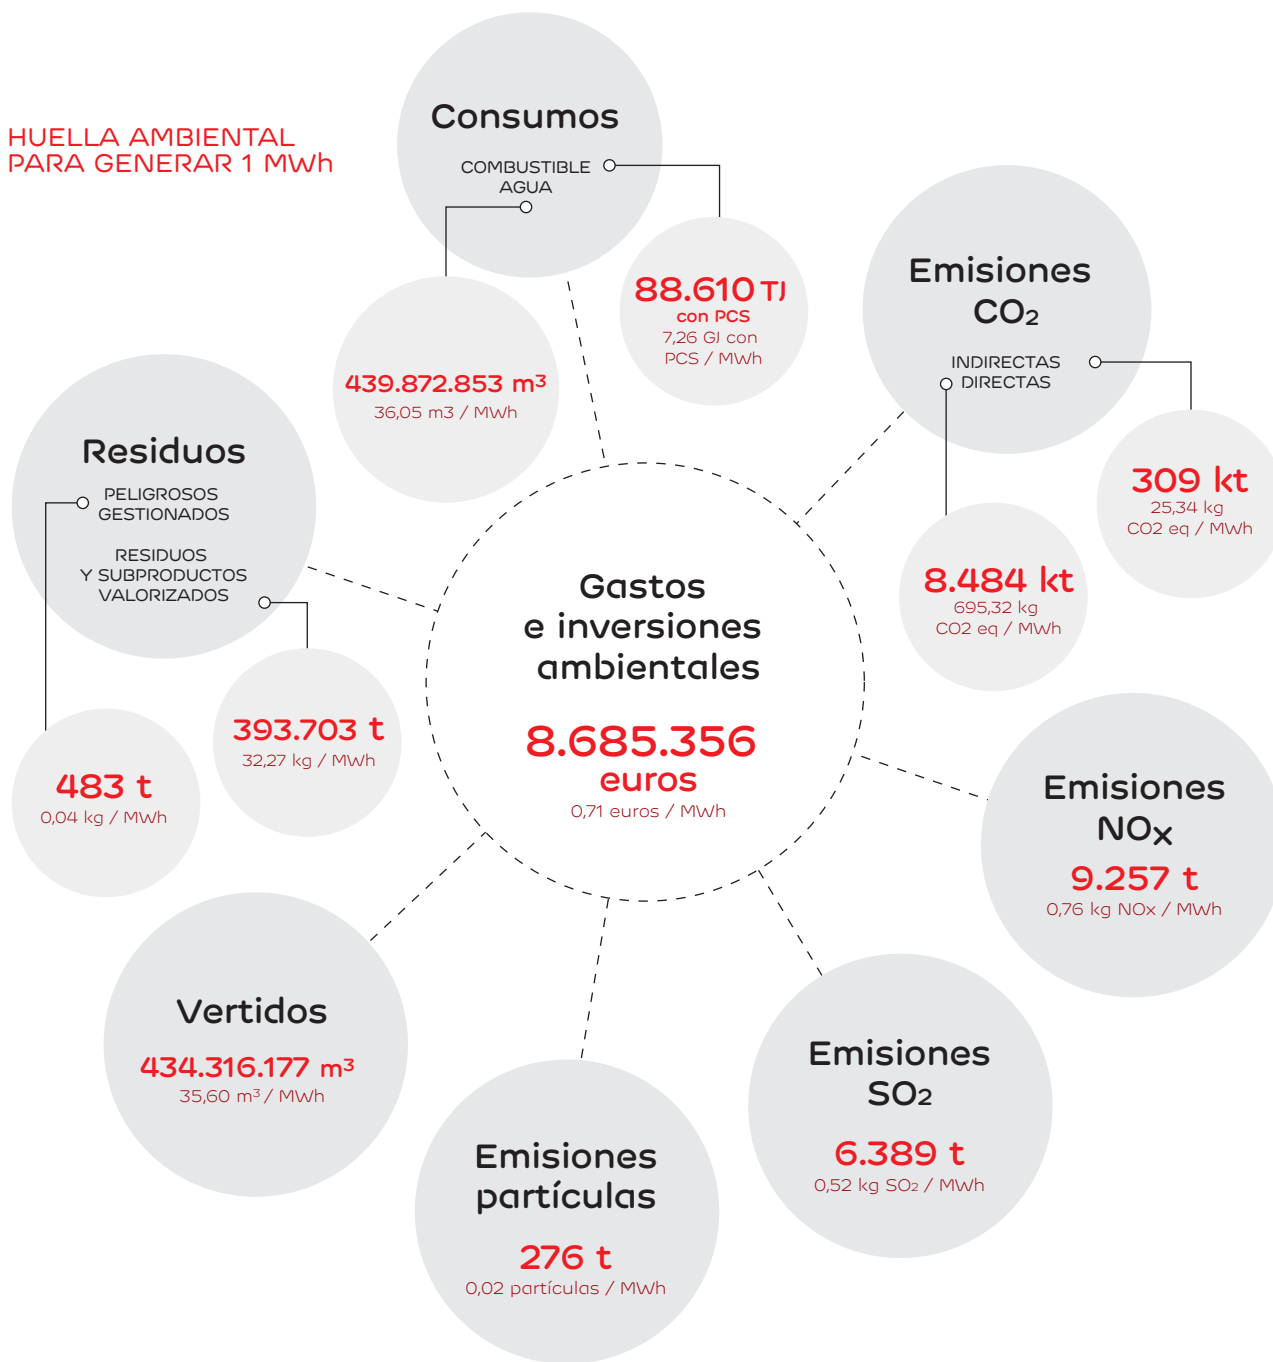 HUELLA AMBIENTAL
PARA GENERAR 1 MWh
Consumos
COMBUSTIBLE
AGUA
88.610 TJ
con PCS
7,26 GJ con
PCS / MWh
439.872.853 m³
36,05 m3 / MWh
Emisiones
CO₂
INDIRECTAS
DIRECTAS
309 kt
25,34 kg
CO2 eq / MWh
8.484 kt
695,32 kg
CO2 eq / MWh
Residuos
PELIGROSOS
GESTIONADOS
RESIDUOS
Y SUBPRODUCTOS
VALORIZADOS
393.703 t
32,27 kg / MWh
483 t
0,04 kg / MWh
Gastos
e inversiones
ambientales
8.685.356
euros
0,71 euros / MWh
Emisiones
NOx
9.257 t
0,76 kg NOx / MWh
Vertidos
434.316.177 m³
35,60 m³ / MWh
Emisiones
SO₂
6.389 t
0,52 kg SO₂ / MWh
Emisiones
partículas
276 t
0,02 partículas / MWh